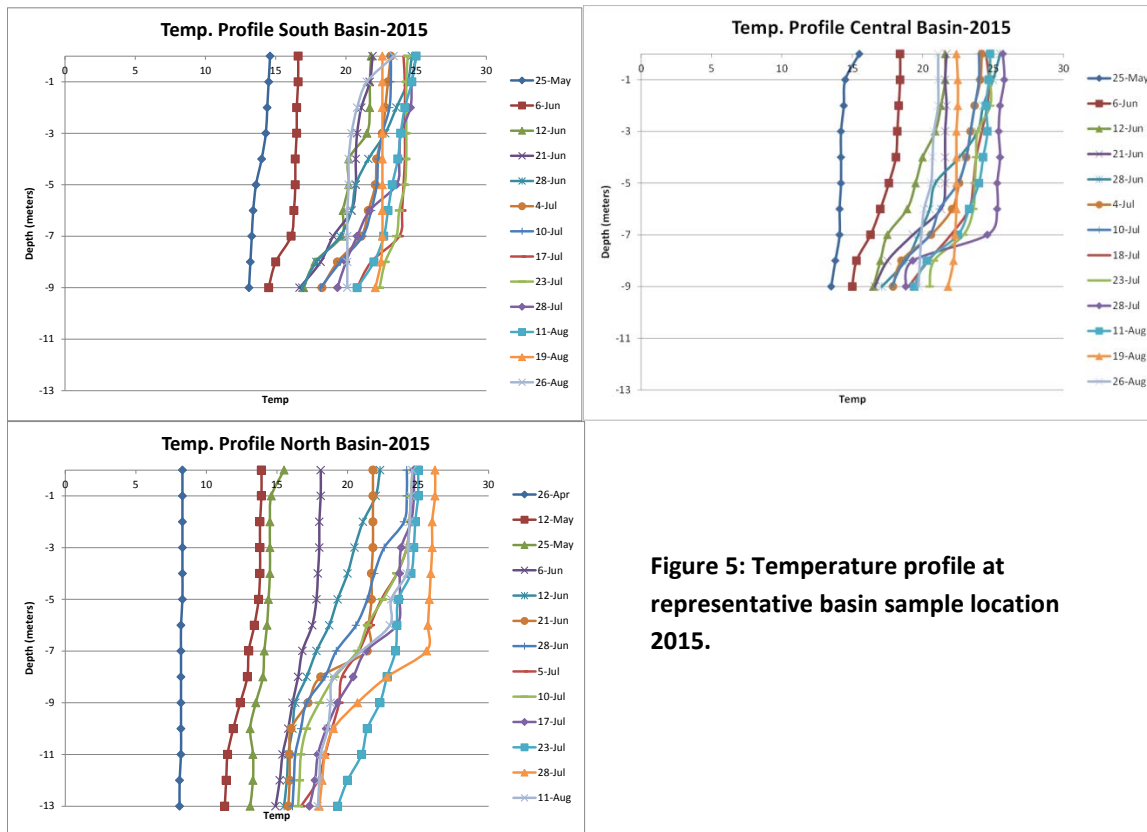 Temp. Profile South Basin-2015
0 5 10 15 20 25 30
-1
-3
-5
-7
-9
-11
-13
Depth (meters)
Temp
25-May
6-Jun
12-Jun
21-Jun
28-Jun
4-Jul
10-Jul
17-Jul
23-Jul
28-Jul
11-Aug
19-Aug
26-Aug
Temp. Profile Central Basin-2015
0 5 10 15 20 25 30
-1
-3
-5
-7
-9
-11
-13
Depth (meters)
Temp
25-May
6-Jun
12-Jun
21-Jun
28-Jun
4-Jul
10-Jul
18-Jul
23-Jul
28-Jul
11-Aug
19-Aug
26-Aug
Temp. Profile North Basin-2015
0 5 10 15 20 25 30
-1
-3
-5
-7
-9
-11
-13
Depth (meters)
Temp
26-Apr
12-May
25-May
6-Jun
12-Jun
21-Jun
28-Jun
5-Jul
10-Jul
17-Jul
23-Jul
28-Jul
11-Aug
Figure 5: Temperature profile at
representative basin sample location
2015.